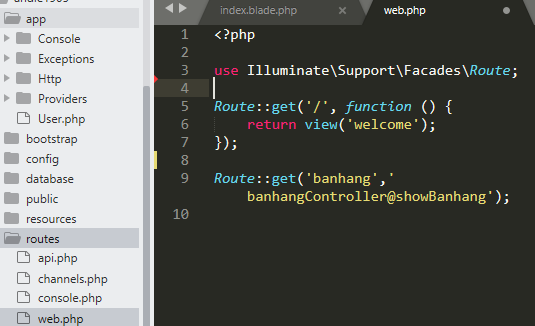 andle1905
app
Console
Exceptions
Http
Providers
User.php
bootstrap
config
database
public
resources
routes
api.php
channels.php
console.php
web.php
index.blade.php
web.php
1 <?php
2
3 use Illuminate\Support\Facades\Route;
4
5 Route::get('/', function () {
6 return view('welcome');
7 });
8
9 Route::get('banhang','
banhangController@showBanhang');
10